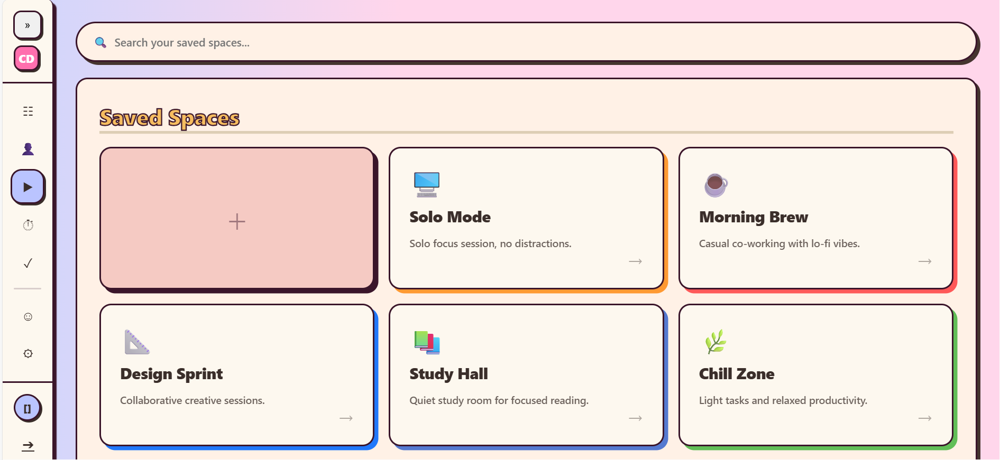 »
CD
Search your saved spaces...
Saved Spaces
+
Solo Mode
Solo focus session, no distractions.
→
Morning Brew
Casual co-working with lo-fi vibes.
→
Design Sprint
Collaborative creative sessions.
→
Study Hall
Quiet study room for focused reading.
→
Chill Zone
Light tasks and relaxed productivity.
→
[]